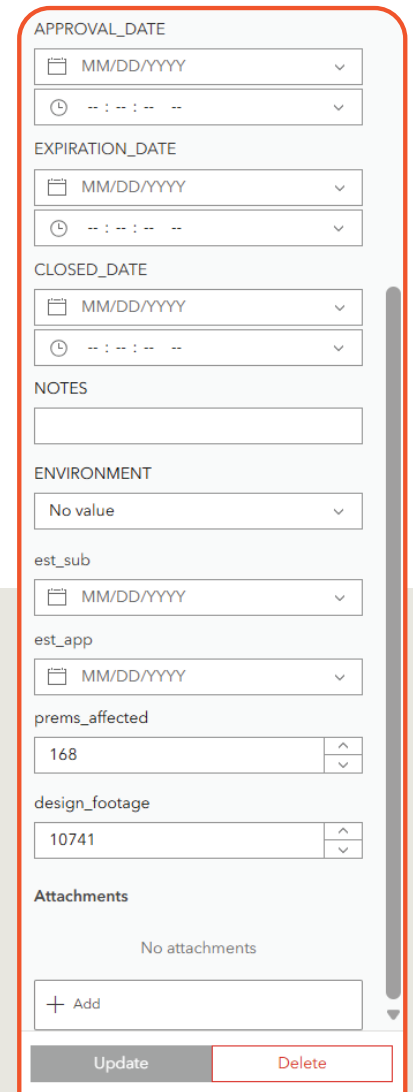 APPROVAL_DATE
MM/DD/YYYY
-- : -- : -- --
EXPIRATION_DATE
MM/DD/YYYY
-- : -- : -- --
CLOSED_DATE
MM/DD/YYYY
-- : -- : -- --
NOTES
ENVIRONMENT
No value
est_sub
MM/DD/YYYY
est_app
MM/DD/YYYY
prems_affected
168
design_footage
10741
Attachments
No attachments
Add
Update Delete